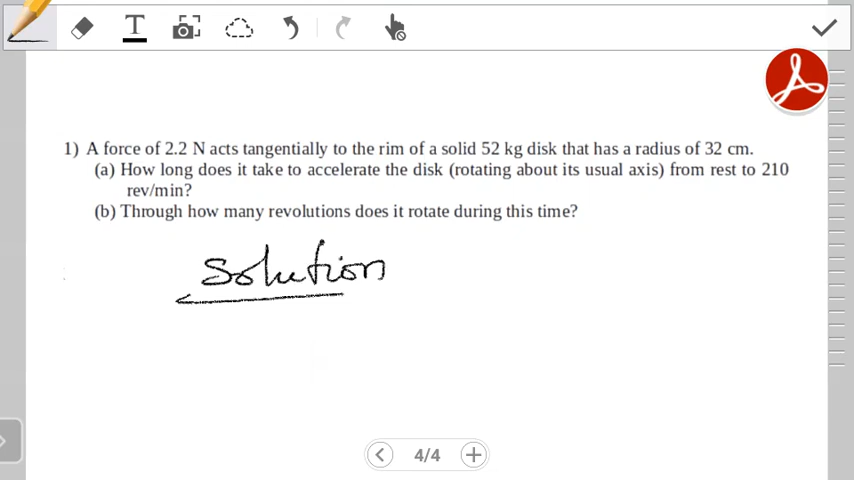 T
1) A force of 2.2 N acts tangentially to the rim of a solid 52 kg disk that has a radius of 32 cm.
(a) How long does it take to accelerate the disk (rotating about its usual axis) from rest to 210
rev/min?
(b) Through how many revolutions does it rotate during this time?
Solution
4/4